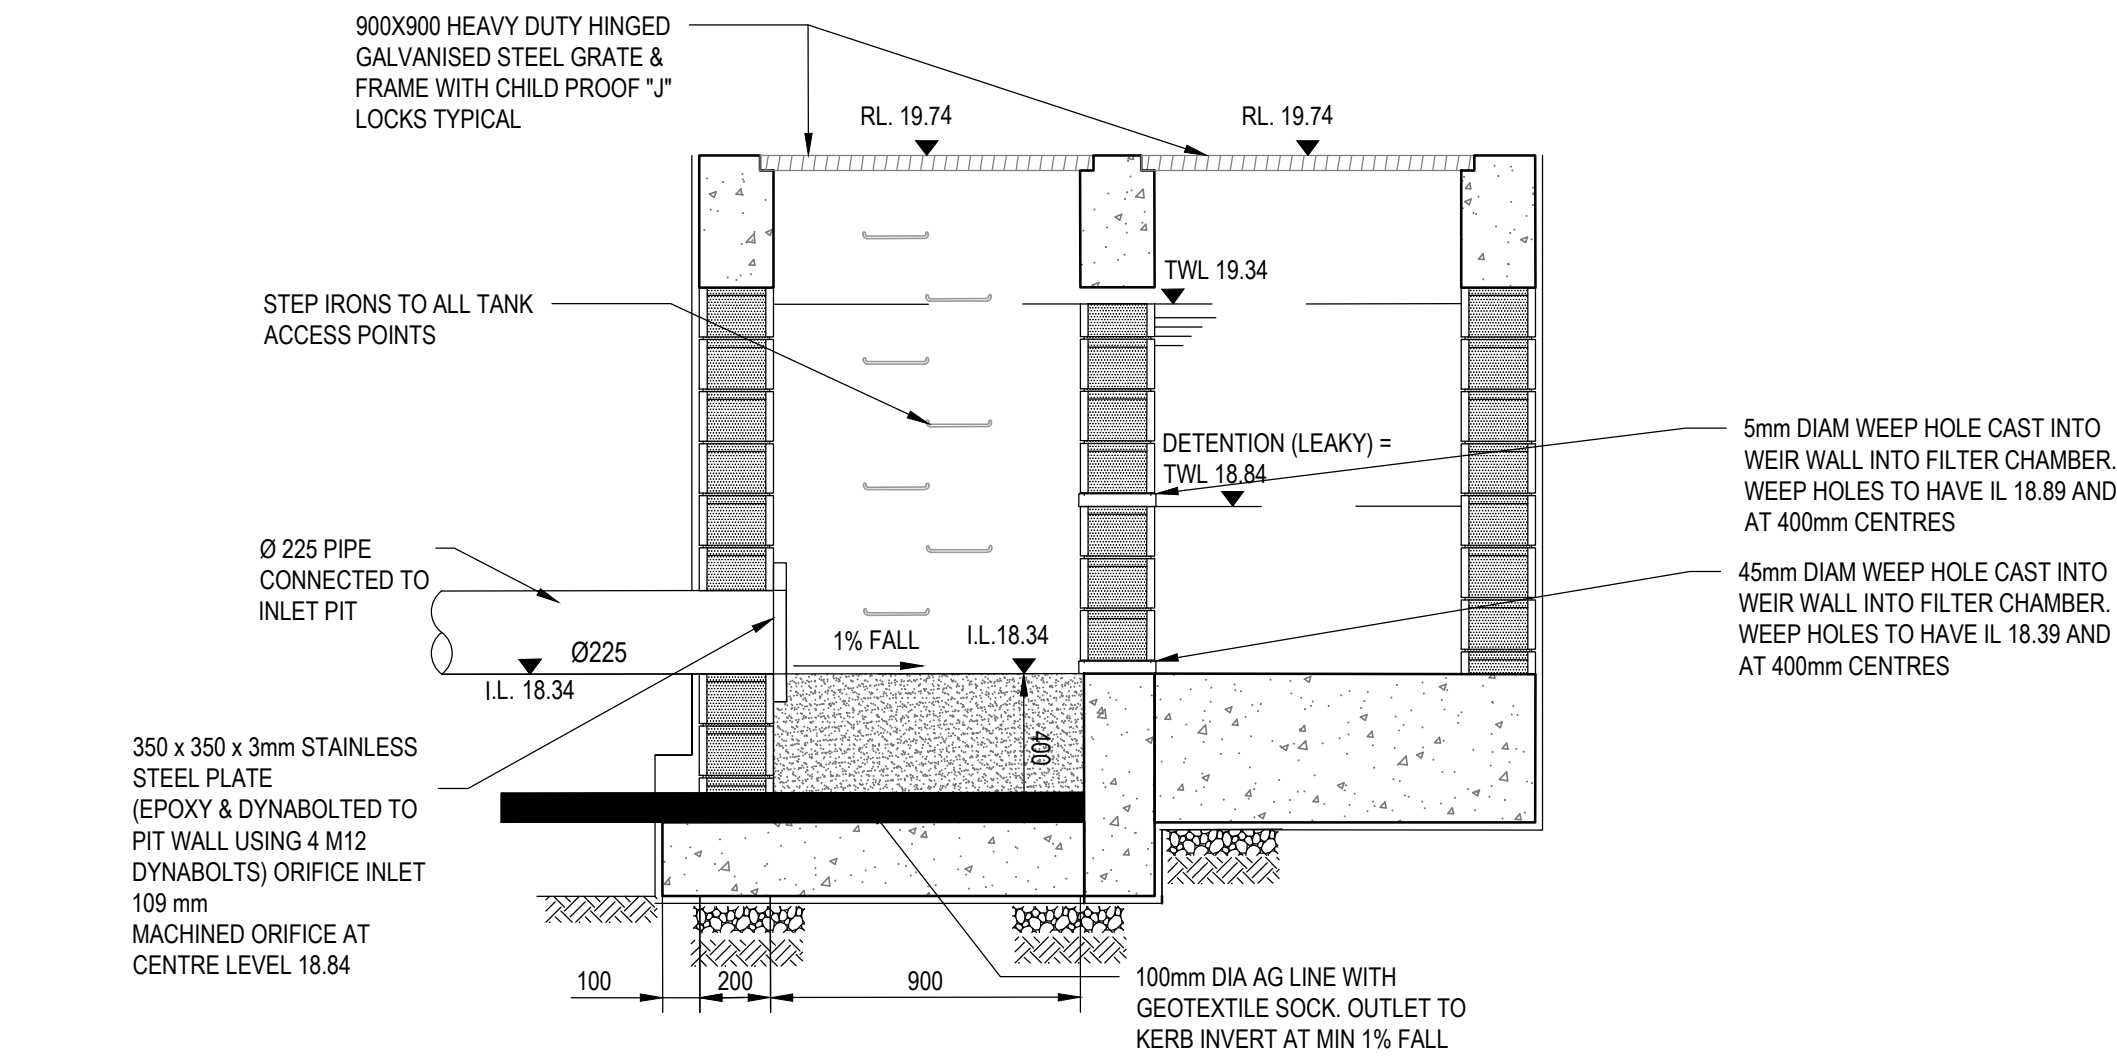 900X900 HEAVY DUTY HINGED
GALVANISED STEEL GRATE &
FRAME WITH CHILD PROOF "J"
LOCKS TYPICAL
RL. 19.74
RL. 19.74
TWL 19.34
STEP IRONS TO ALL TANK
ACCESS POINTS
DETENTION (LEAKY) =
TWL 18.84
5mm DIAM WEEP HOLE CAST INTO
WEIR WALL INTO FILTER CHAMBER.
WEEP HOLES TO HAVE IL 18.89 AND
AT 400mm CENTRES
Ø 225 PIPE
CONNECTED TO
INLET PIT
45mm DIAM WEEP HOLE CAST INTO
WEIR WALL INTO FILTER CHAMBER.
WEEP HOLES TO HAVE IL 18.39 AND
AT 400mm CENTRES
1% FALL
I.L.18.34
Ø225
I.L. 18.34
400
350 x 350 x 3mm STAINLESS
STEEL PLATE
(EPOXY & DYNABOLTED TO
PIT WALL USING 4 M12
DYNABOLTS) ORIFICE INLET
109 mm
MACHINED ORIFICE AT
CENTRE LEVEL 18.84
100
200
900
100mm DIA AG LINE WITH
GEOTEXTILE SOCK. OUTLET TO
KERB INVERT AT MIN 1% FALL